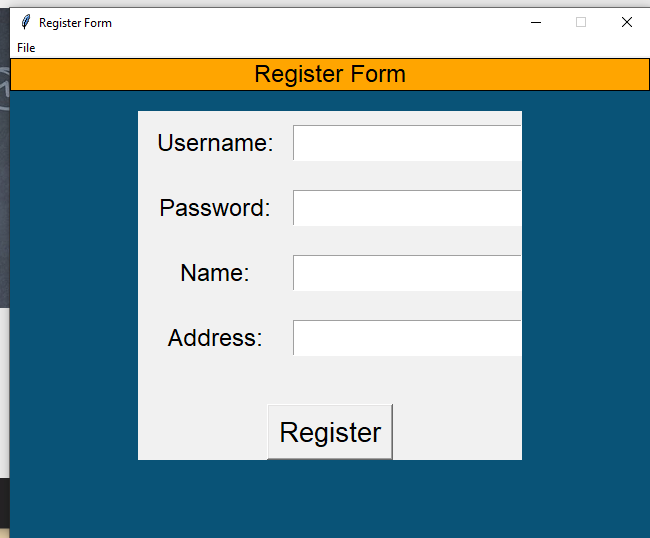 Register Form
File
Register Form
Username:
Password:
Name:
Address:
Register